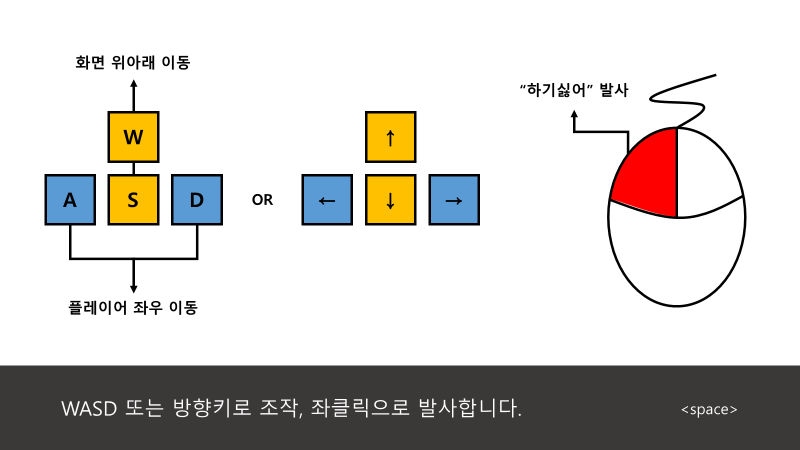 화면 위아래 이동
“하기싫어” 발사
W
↑
A S D OR ← ↓ →
플레이어 좌우 이동
WASD 또는 방향키로 조작, 좌클릭으로 발사합니다.
<space>